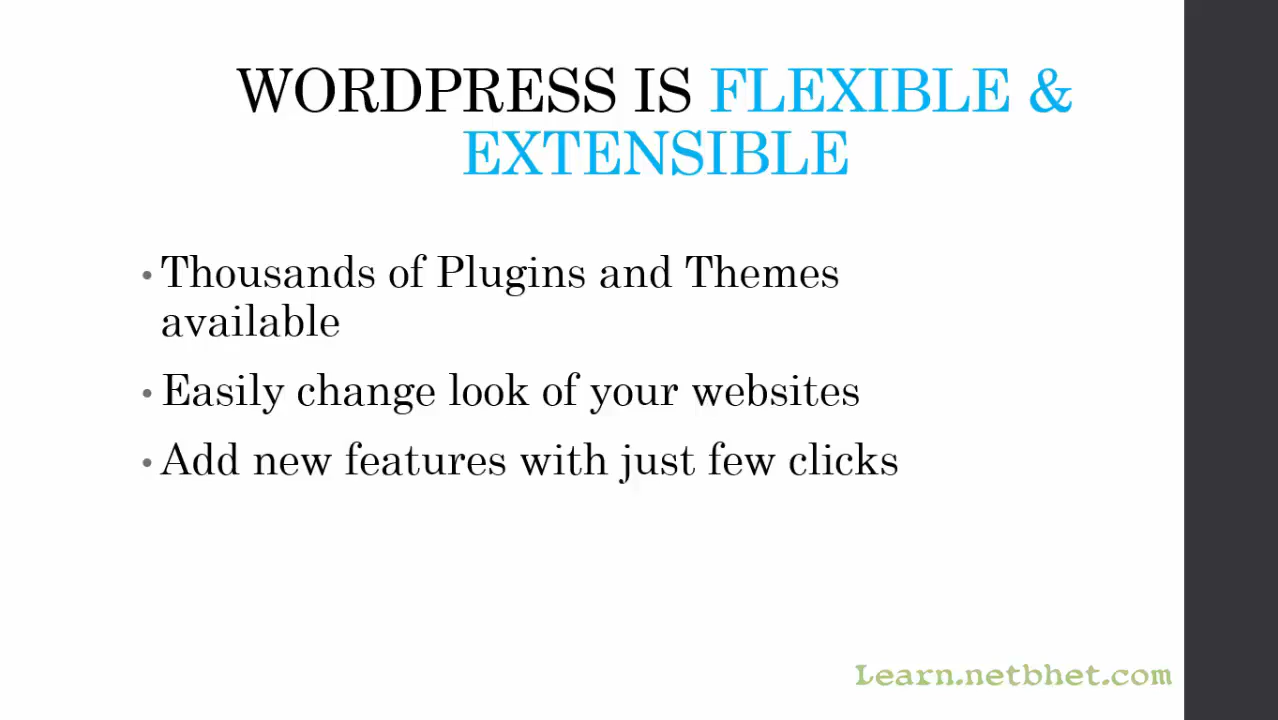 WORDPRESS IS FLEXIBLE &
EXTENSIBLE
• Thousands of Plugins and Themes
available
• Easily change look of your websites
• Add new features with just few clicks
Learn.netbhet.com